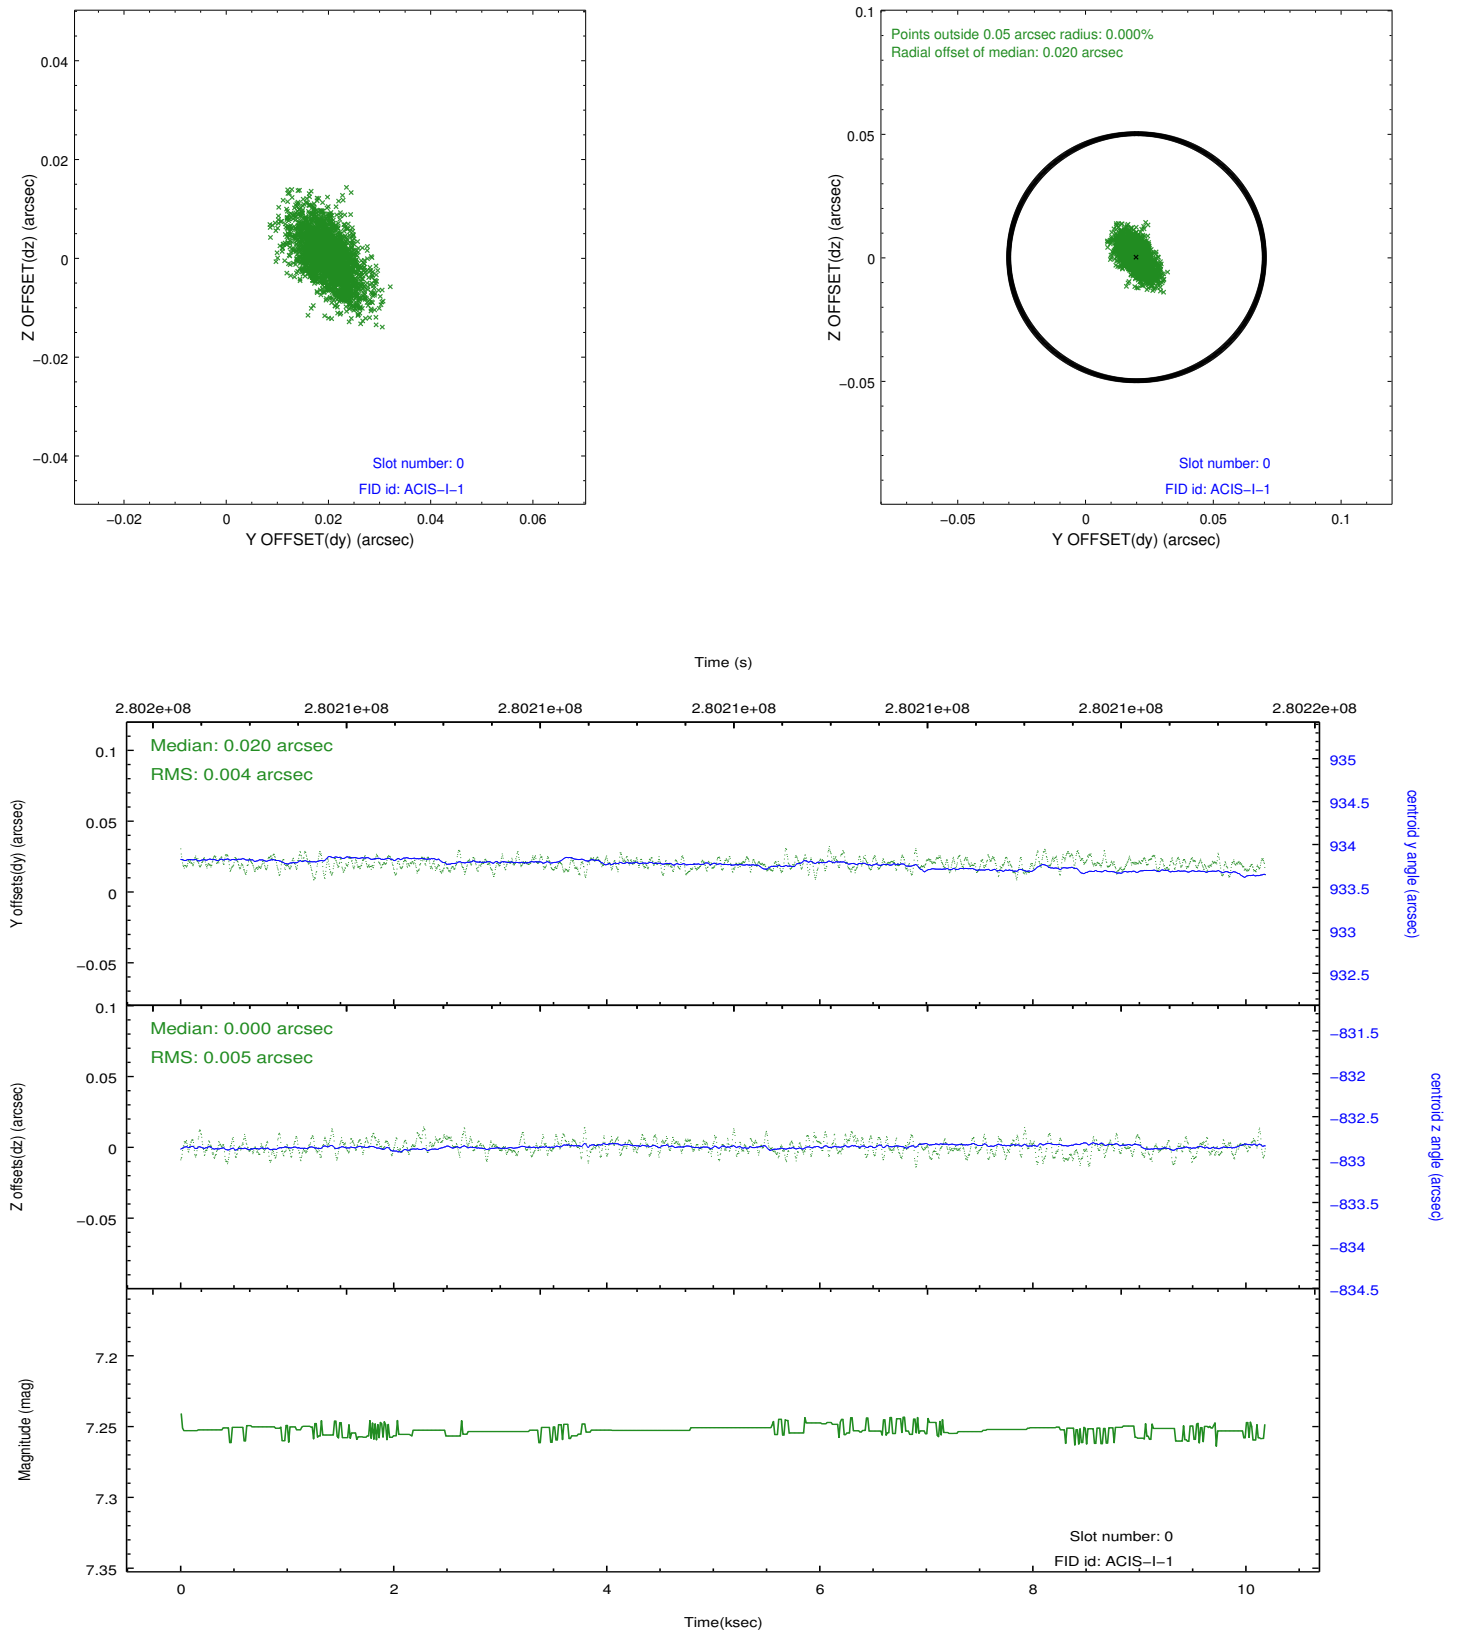 0.04
0.02
0
−0.02
−0.04
Z OFFSET(dz) (arcsec)
Slot number: 0
FID id: ACIS−I−1
−0.02 0 0.02 0.04 0.06
Y OFFSET(dy) (arcsec)
0.1
0.05
0
−0.05
Z OFFSET(dz) (arcsec)
Points outside 0.05 arcsec radius: 0.000%
Radial offset of median: 0.020 arcsec
Slot number: 0
FID id: ACIS−I−1
−0.05 0 0.05 0.1
Y OFFSET(dy) (arcsec)
Time (s)
2.802e+08 2.8021e+08 2.8021e+08 2.8021e+08 2.8021e+08 2.8021e+08 2.8022e+08
Median: 0.020 arcsec
RMS: 0.004 arcsec
0.1
0.05
0
−0.05
Y offsets(dy) (arcsec)
935
934.5
934
933.5
933
932.5
centroid y angle (arcsec)
Median: 0.000 arcsec
RMS: 0.005 arcsec
0.1
0.05
0
−0.05
Z offsets(dz) (arcsec)
−831.5
−832
−832.5
−833
−833.5
−834
−834.5
centroid z angle (arcsec)
7.2
7.25
7.3
7.35
Magnitude (mag)
Slot number: 0
FID id: ACIS−I−1
0 2 4 6 8 10
Time(ksec)